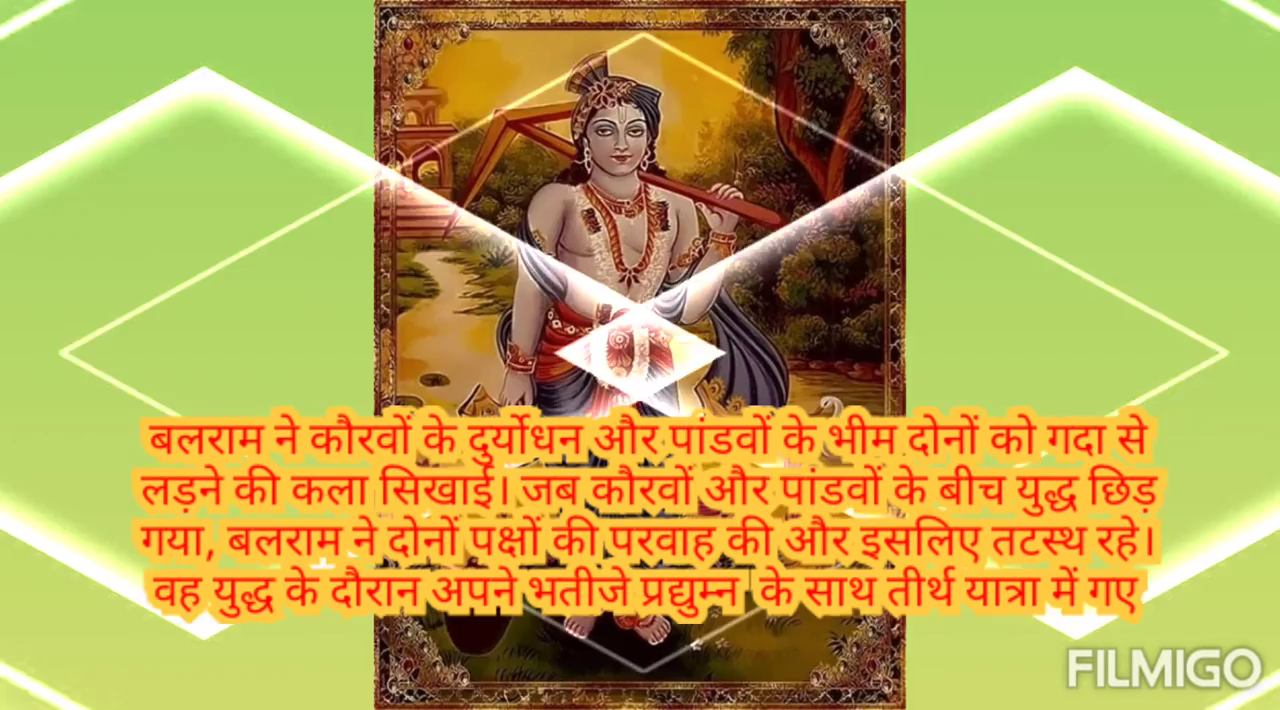 बलराम ने कौरवों के दुर्योधन और पांडवों के भीम दोनों को गदा से
लड़ने की कला सिखाई। जब कौरवों और पांडवों के बीच युद्ध छिड़
गया, बलराम ने दोनों पक्षों की परवाह की और इसलिए तटस्थ रहे।
वह युद्ध के दौरान अपने भतीजे प्रद्युम्न के साथ तीर्थ यात्रा में गए
FILMIGO